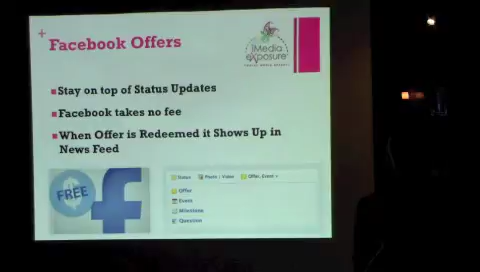 +
Facebook Offers
iMedia
eXposure
Stay on top of Status Updates
Facebook takes no fee
When Offer is Redeemed it Shows Up in
News Feed
FREE
f
Status Photo / Video Offer, Event +
Offer
Event
Milestone
Question